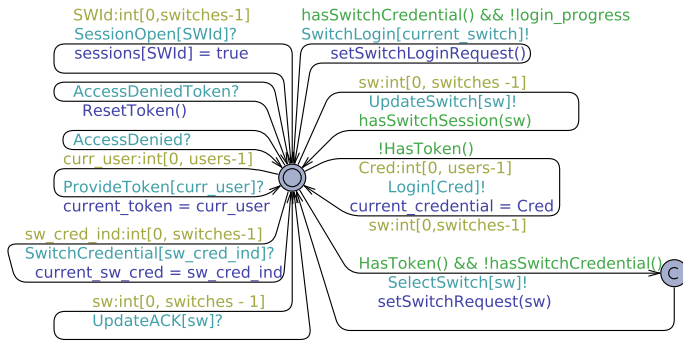 SWId:int[0,switches-1]
SessionOpen[SWId]?
sessions[SWId] = true
AccessDeniedToken?
ResetToken()
AccessDenied?
curr_user:int[0, users-1]
ProvideToken[curr_user]?
current_token = curr_user
sw_cred_ind:int[0, switches-1]
SwitchCredential[sw_cred_ind]?
current_sw_cred = sw_cred_ind
sw:int[0, switches - 1]
UpdateACK[sw]?
hasSwitchCredential() && !login_progress
SwitchLogin[current_switch]!
setSwitchLoginRequest()
sw:int[0, switches -1]
UpdateSwitch[sw]!
hasSwitchSession(sw)
!HasToken()
Cred:int[0, users-1]
Login[Cred]!
current_credential = Cred
sw:int[0,switches-1]
HasToken() && !hasSwitchCredential()
SelectSwitch[sw]!
setSwitchRequest(sw)
C